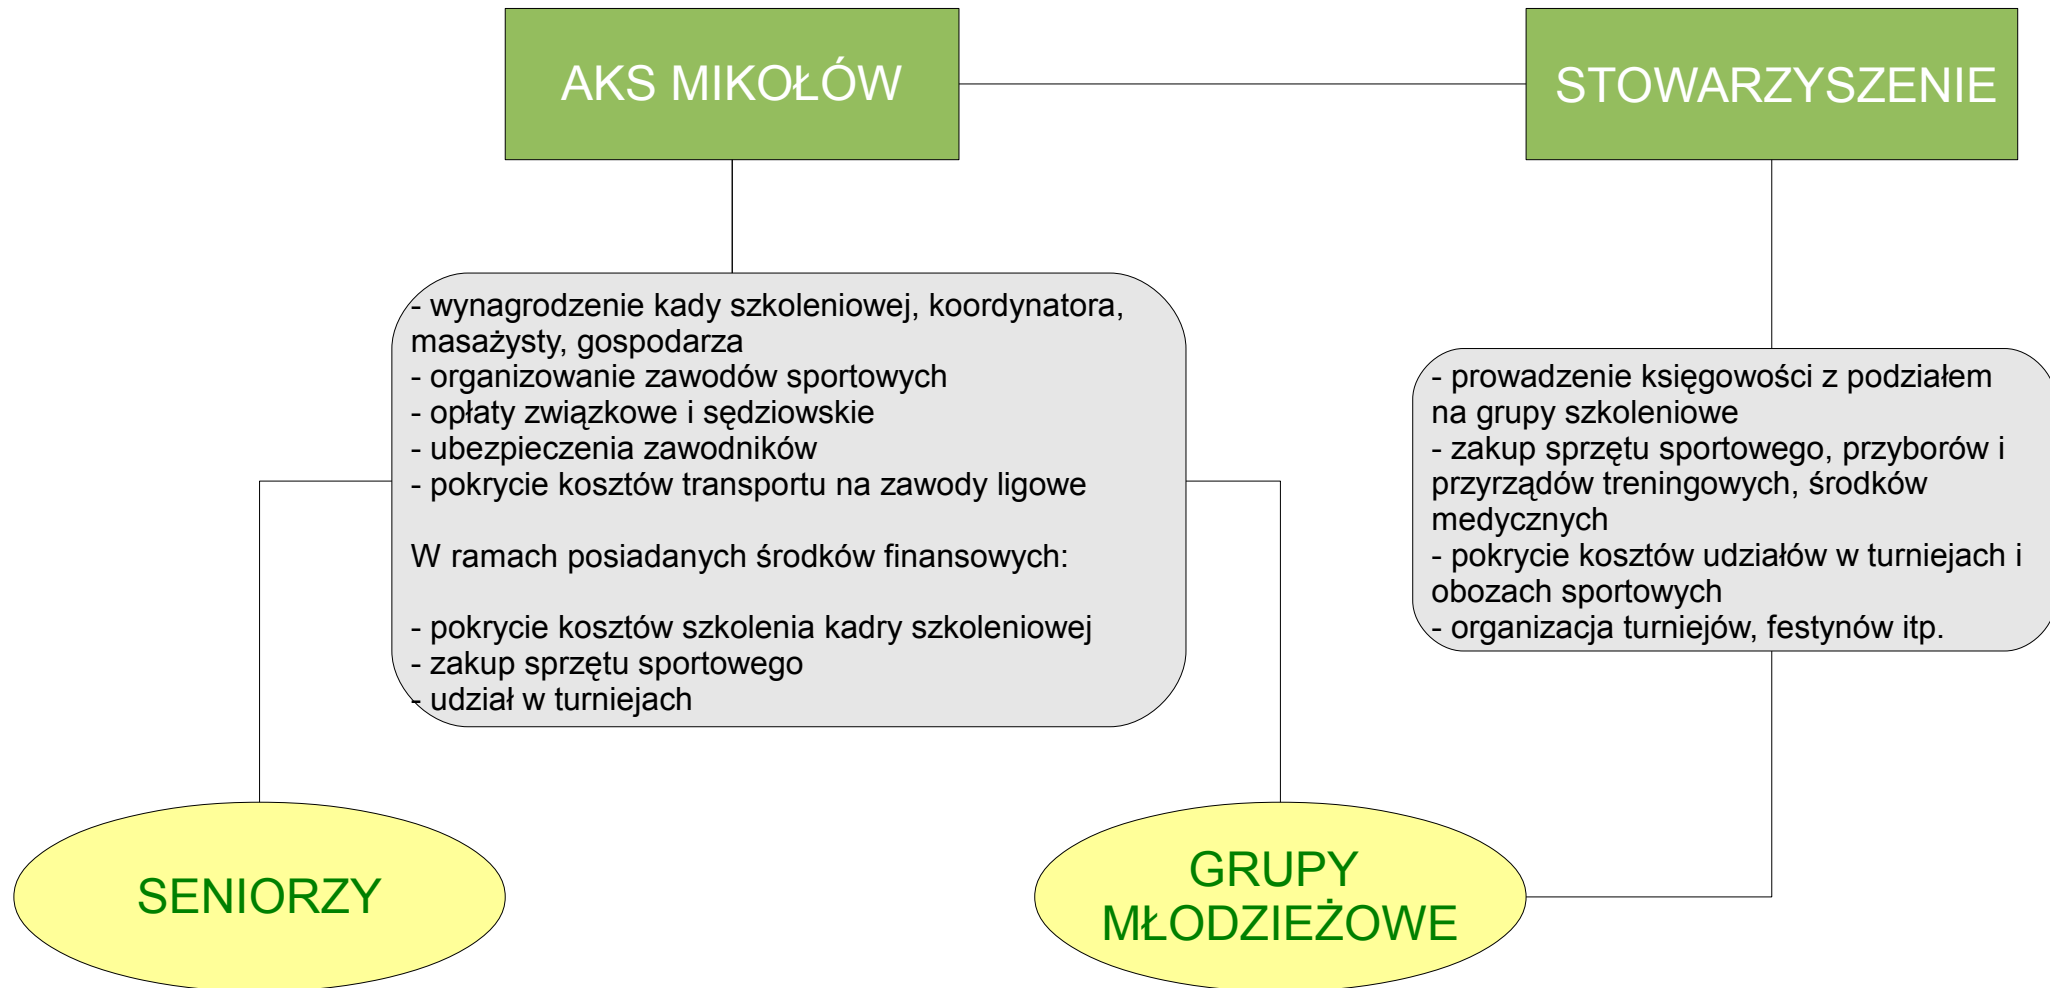 AKS MIKOŁÓW
STOWARZYSZENIE
- wynagrodzenie kady szkoleniowej, koordynatora,
masażysty, gospodarza
- organizowanie zawodów sportowych
- opłaty związkowe i sędziowskie
- ubezpieczenia zawodników
- pokrycie kosztów transportu na zawody ligowe
W ramach posiadanych środków finansowych:
- pokrycie kosztów szkolenia kadry szkoleniowej
- zakup sprzętu sportowego
- udział w turniejach
- prowadzenie księgowości z podziałem
na grupy szkoleniowe
- zakup sprzętu sportowego, przyborów i
przyrządów treningowych, środków
medycznych
- pokrycie kosztów udziałów w turniejach i
obozach sportowych
- organizacja turniejów, festynów itp.
SENIORZY
GRUPY
MŁODZIEŻOWE